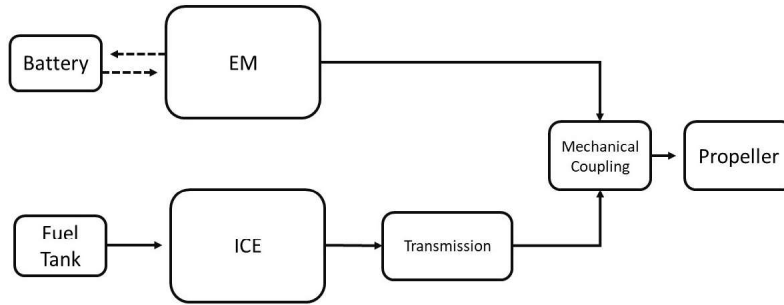 Battery
EM
Mechanical
Coupling
Propeller
Fuel
Tank
ICE
Transmission